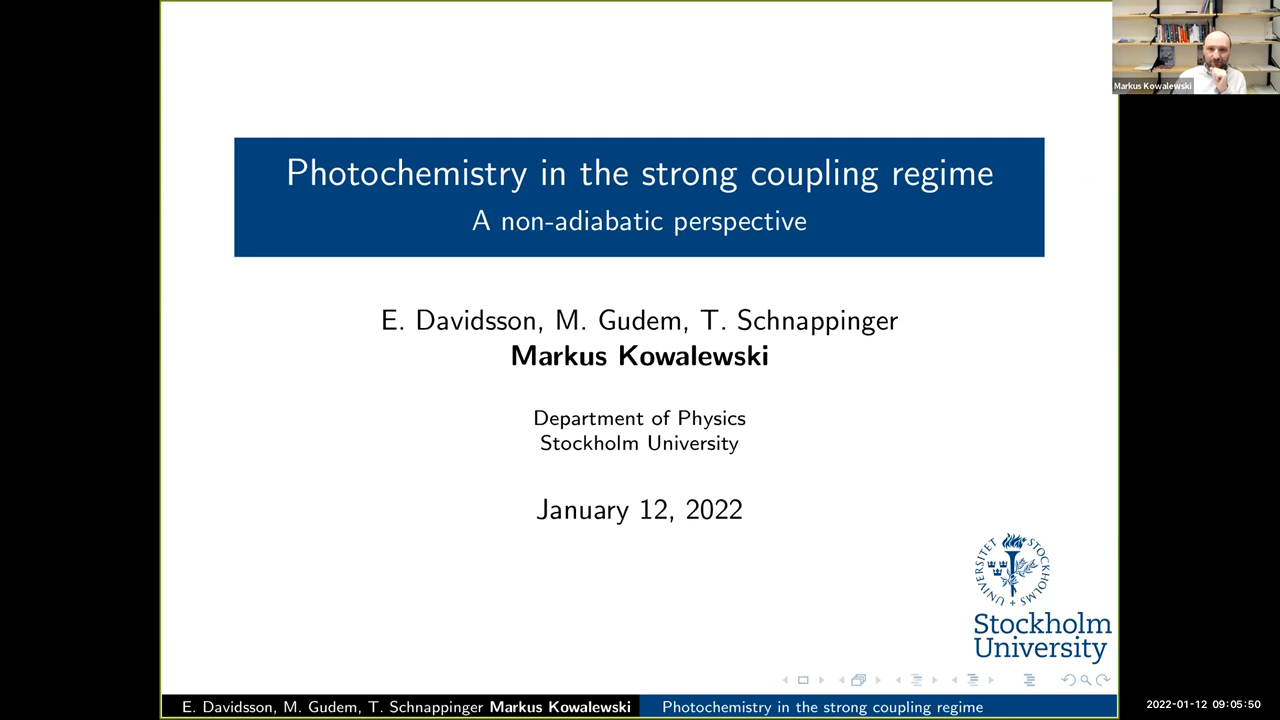 Markus Kowalewski
Photochemistry in the strong coupling regime
A non-adiabatic perspective
E. Davidsson, M. Gudem, T. Schnappinger
Markus Kowalewski
Department of Physics
Stockholm University
January 12, 2022
STOCKHOLMS UNIVERSITET
Stockholm
University
E. Davidsson, M. Gudem, T. Schnappinger Markus Kowalewski
Photochemistry in the strong coupling regime
2022-01-12 09:05:50